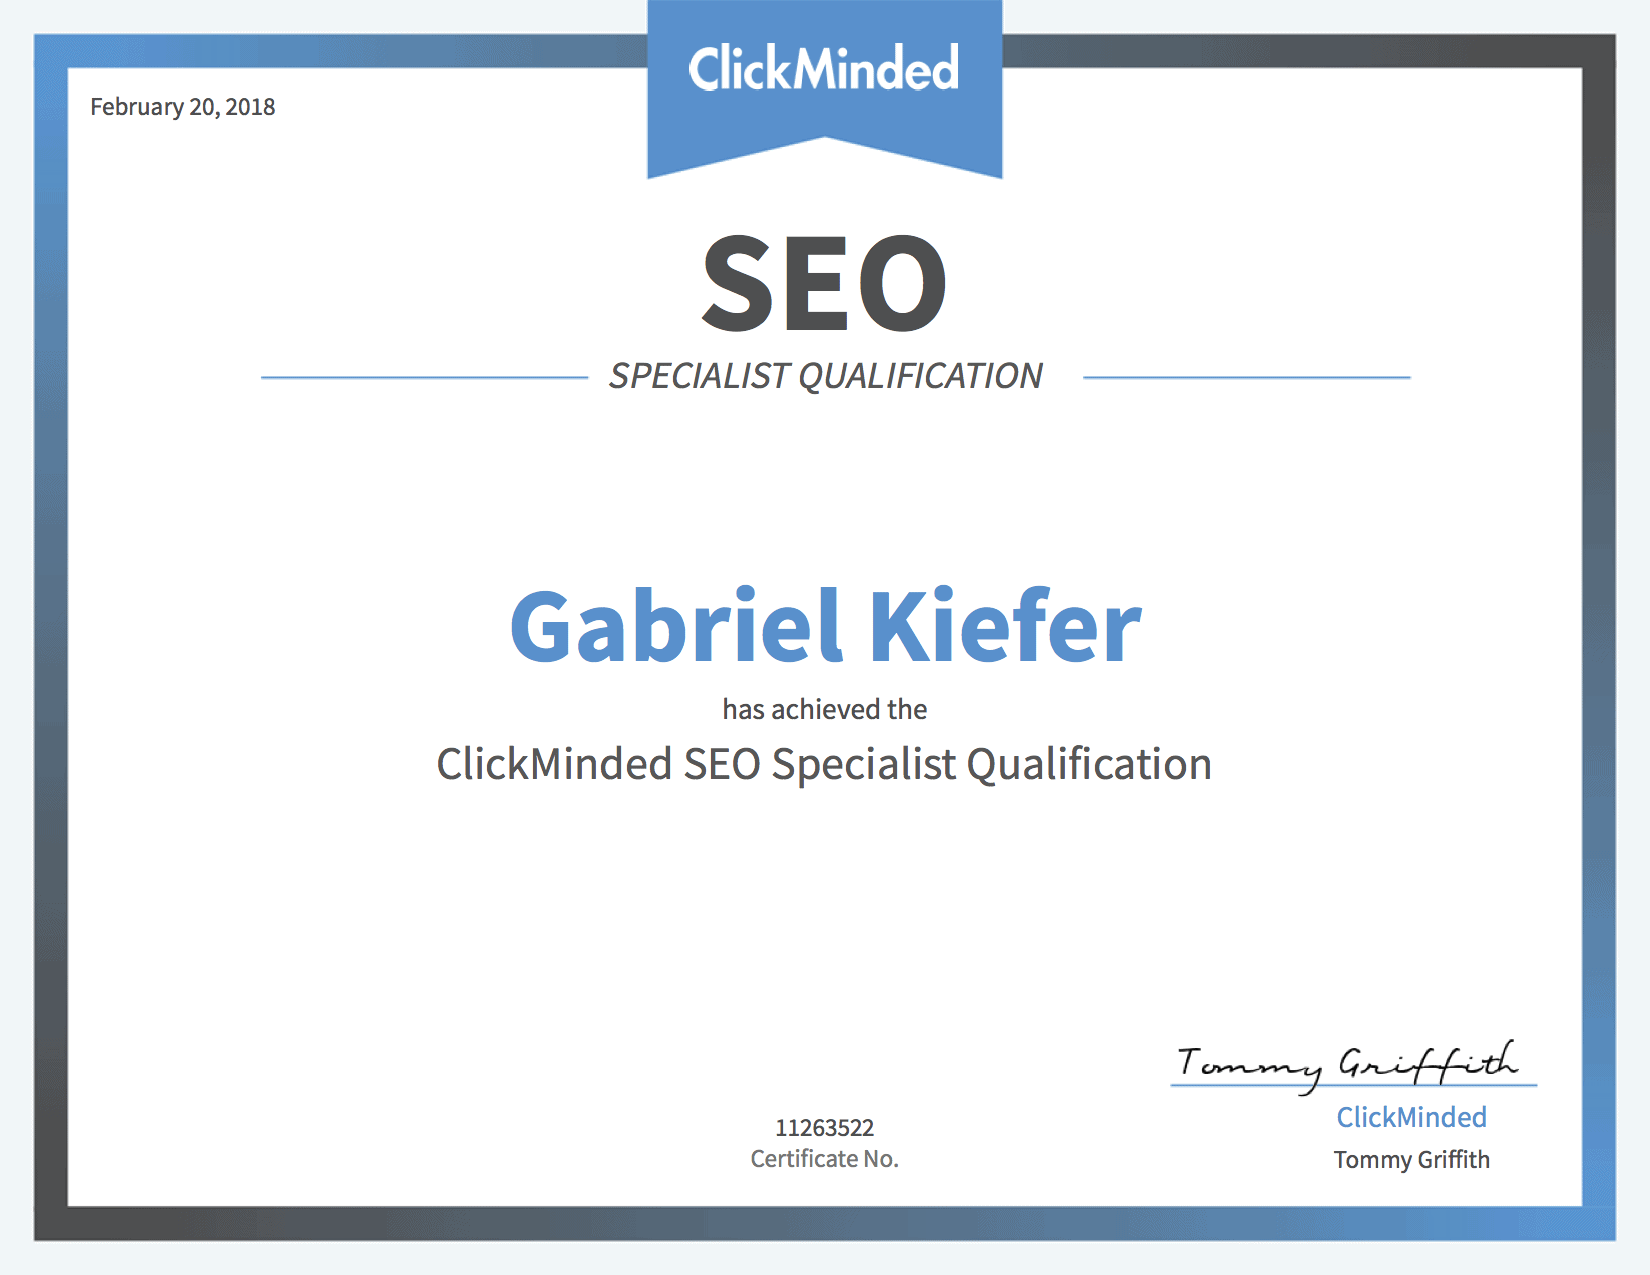 ClickMinded
February 20, 2018
SEO
SPECIALIST QUALIFICATION
Gabriel Kiefer
has achieved the
ClickMinded SEO Specialist Qualification
Tommy Griffith
ClickMinded
Tommy Griffith
11263522
Certificate No.